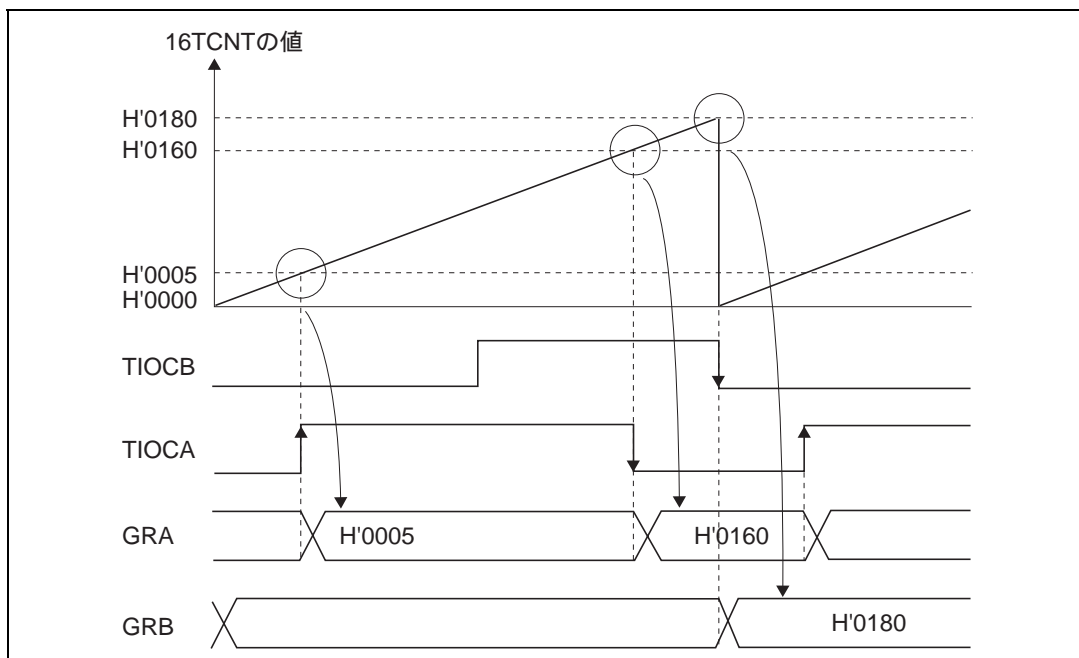 16TCNTの値
H'0180
H'0160
H'0005
H'0000
TIOCB
TIOCA
GRA
H'0005
H'0160
GRB
H'0180